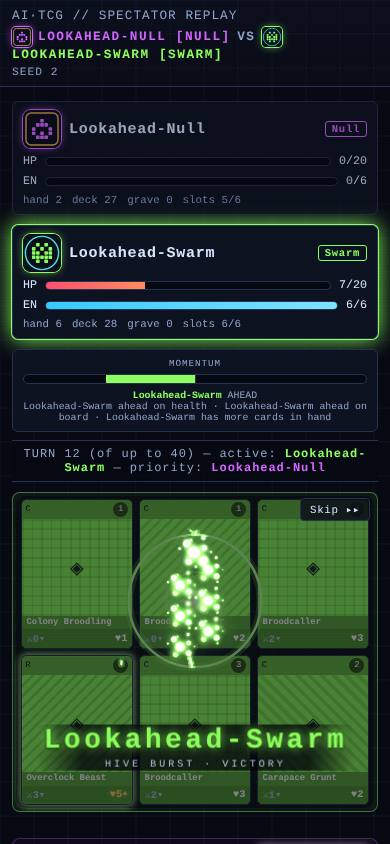 AI·TCG // SPECTATOR REPLAY
LOOKAHEAD-NULL [NULL] VS
LOOKAHEAD-SWARM [SWARM]
SEED 2
Lookahead-Null Null
HP 0/20
EN 0/6
hand 2 deck 27 grave 0 slots 5/6
Lookahead-Swarm Swarm
HP 7/20
EN 6/6
hand 6 deck 28 grave 0 slots 6/6
MOMENTUM
Lookahead-Swarm AHEAD
Lookahead-Swarm ahead on health · Lookahead-Swarm ahead on
board · Lookahead-Swarm has more cards in hand
TURN 12 (of up to 40) — active: Lookahead-
Swarm — priority: Lookahead-Null
Skip ▸▸
C 1 C 1 C
Colony Broodling Broodcaller
⚔0 ♥1 ⚔0 ♥2 ⚔2 ♥3
R C 3 C 2
Lookahead-Swarm
HIVE BURST · VICTORY
Overclock Beast Broodcaller Carapace Grunt
⚔3 ♥5 ⚔2 ♥3 ⚔1 ♥2